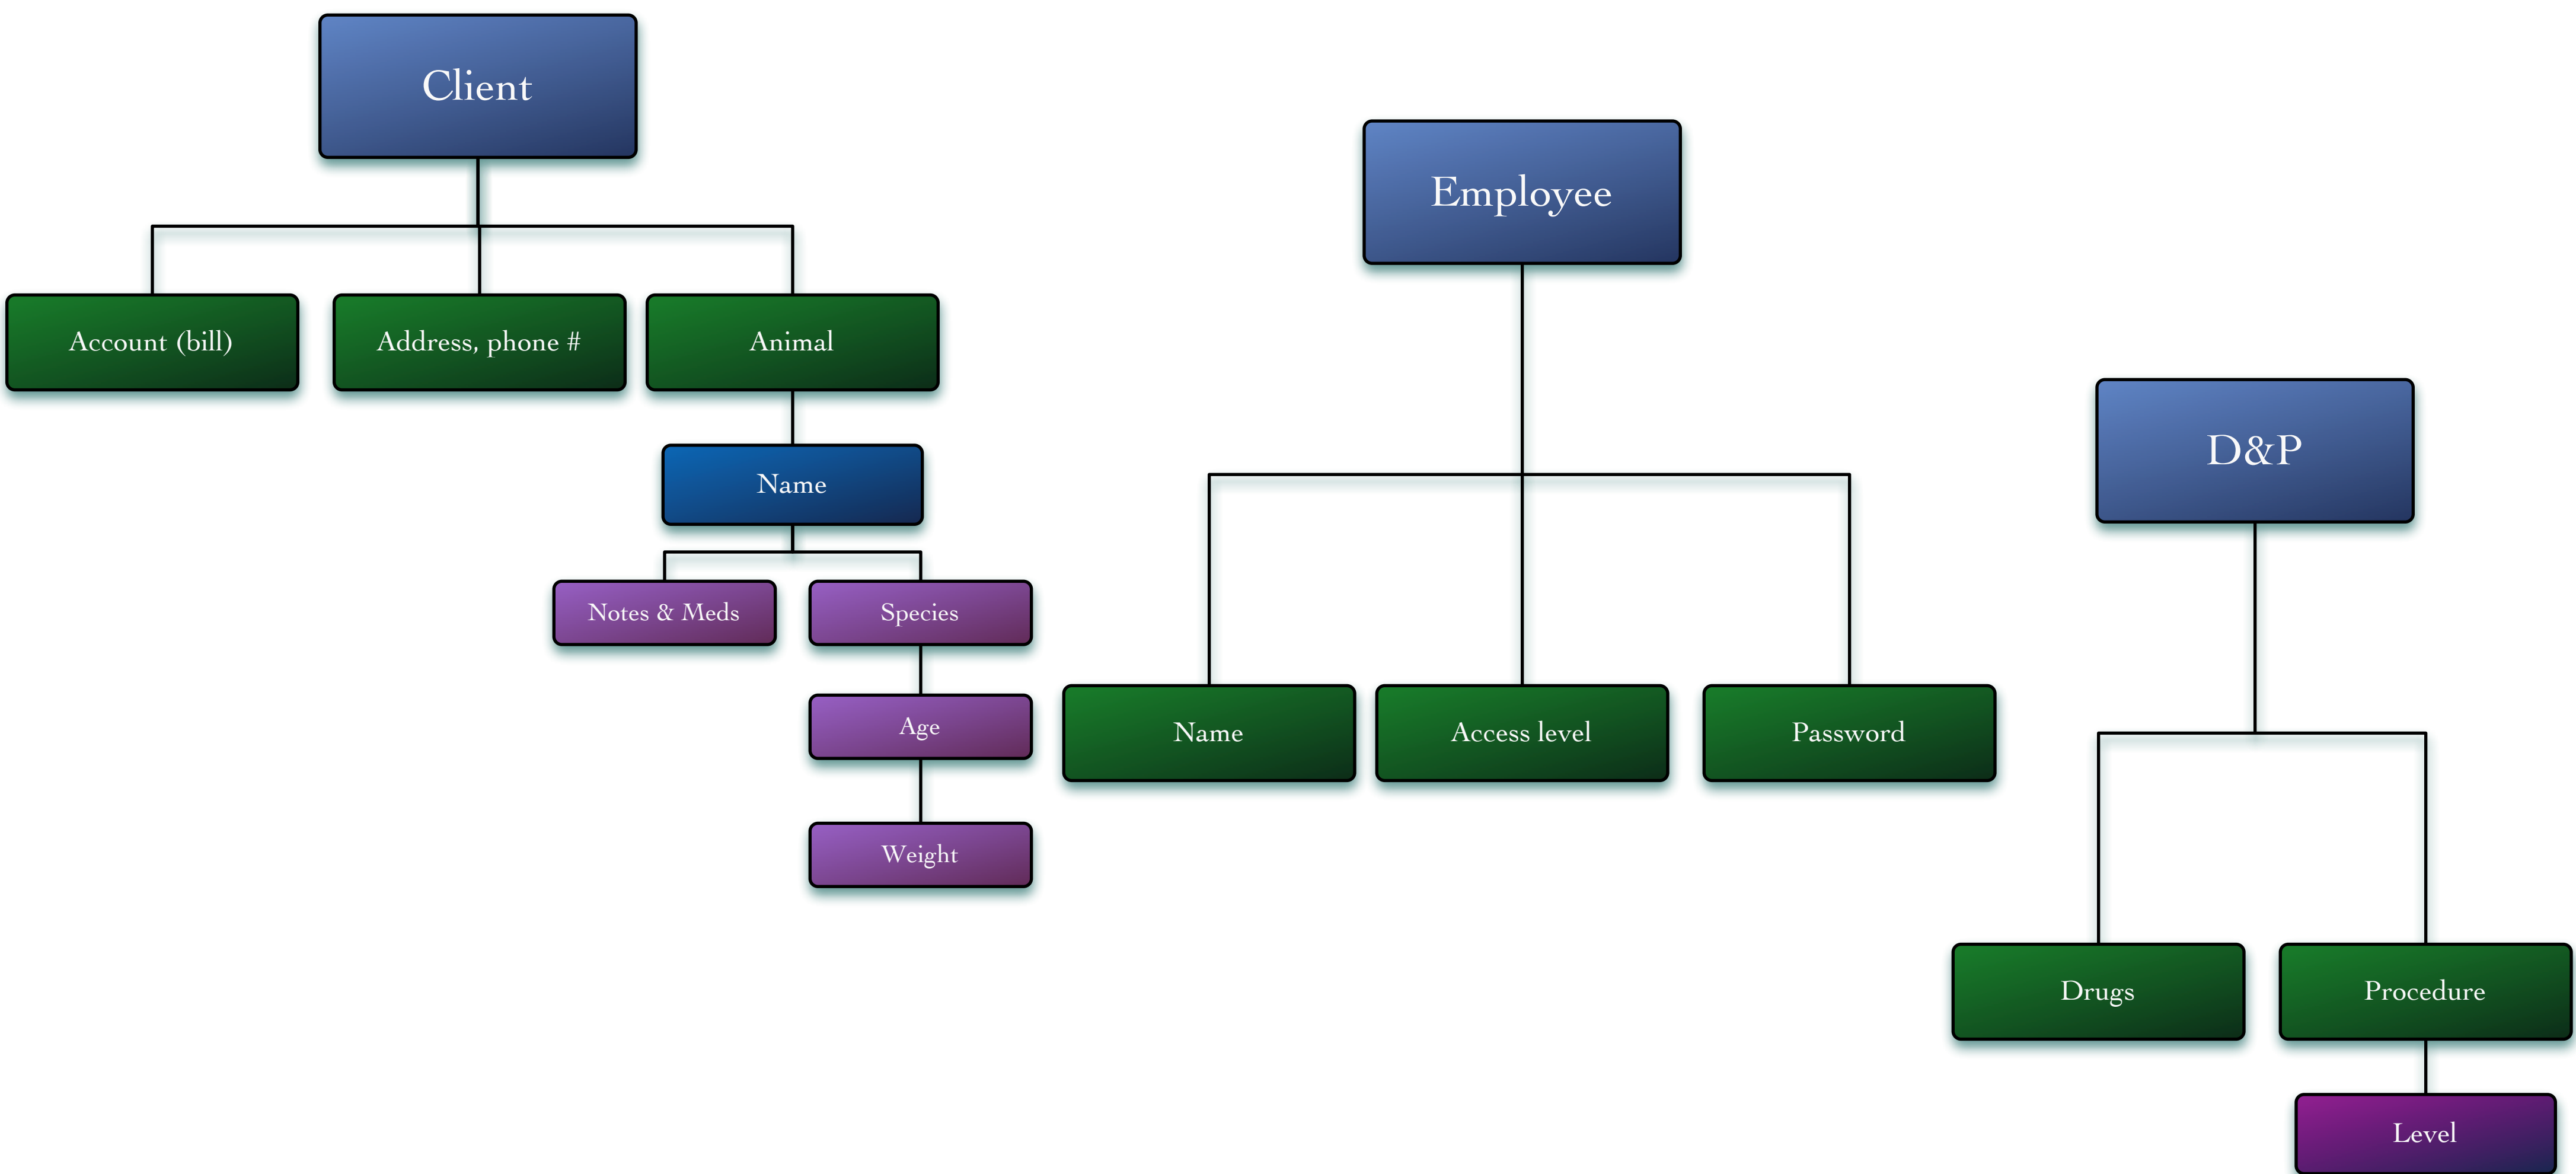 Client
Account (bill)
Address, phone #
Animal
Name
Notes & Meds
Species
Age
Weight
Employee
Name
Access level
Password
D&P
Drugs
Procedure
Level